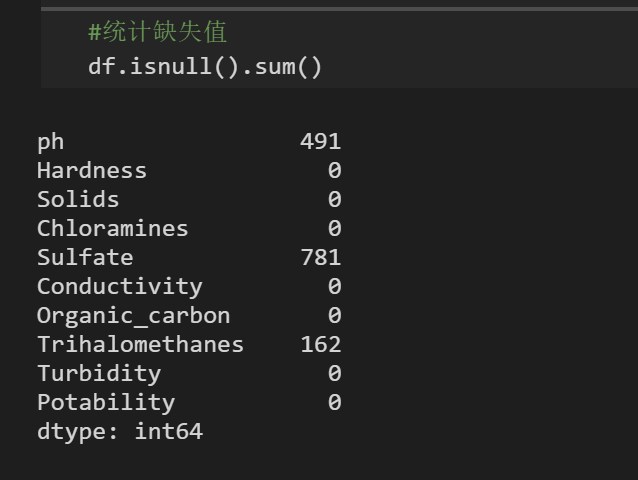 #统计缺失值
df.isnull().sum()
ph 491
Hardness 0
Solids 0
Chloramines 0
Sulfate 781
Conductivity 0
Organic_carbon 0
Trihalomethanes 162
Turbidity 0
Potability 0
dtype: int64